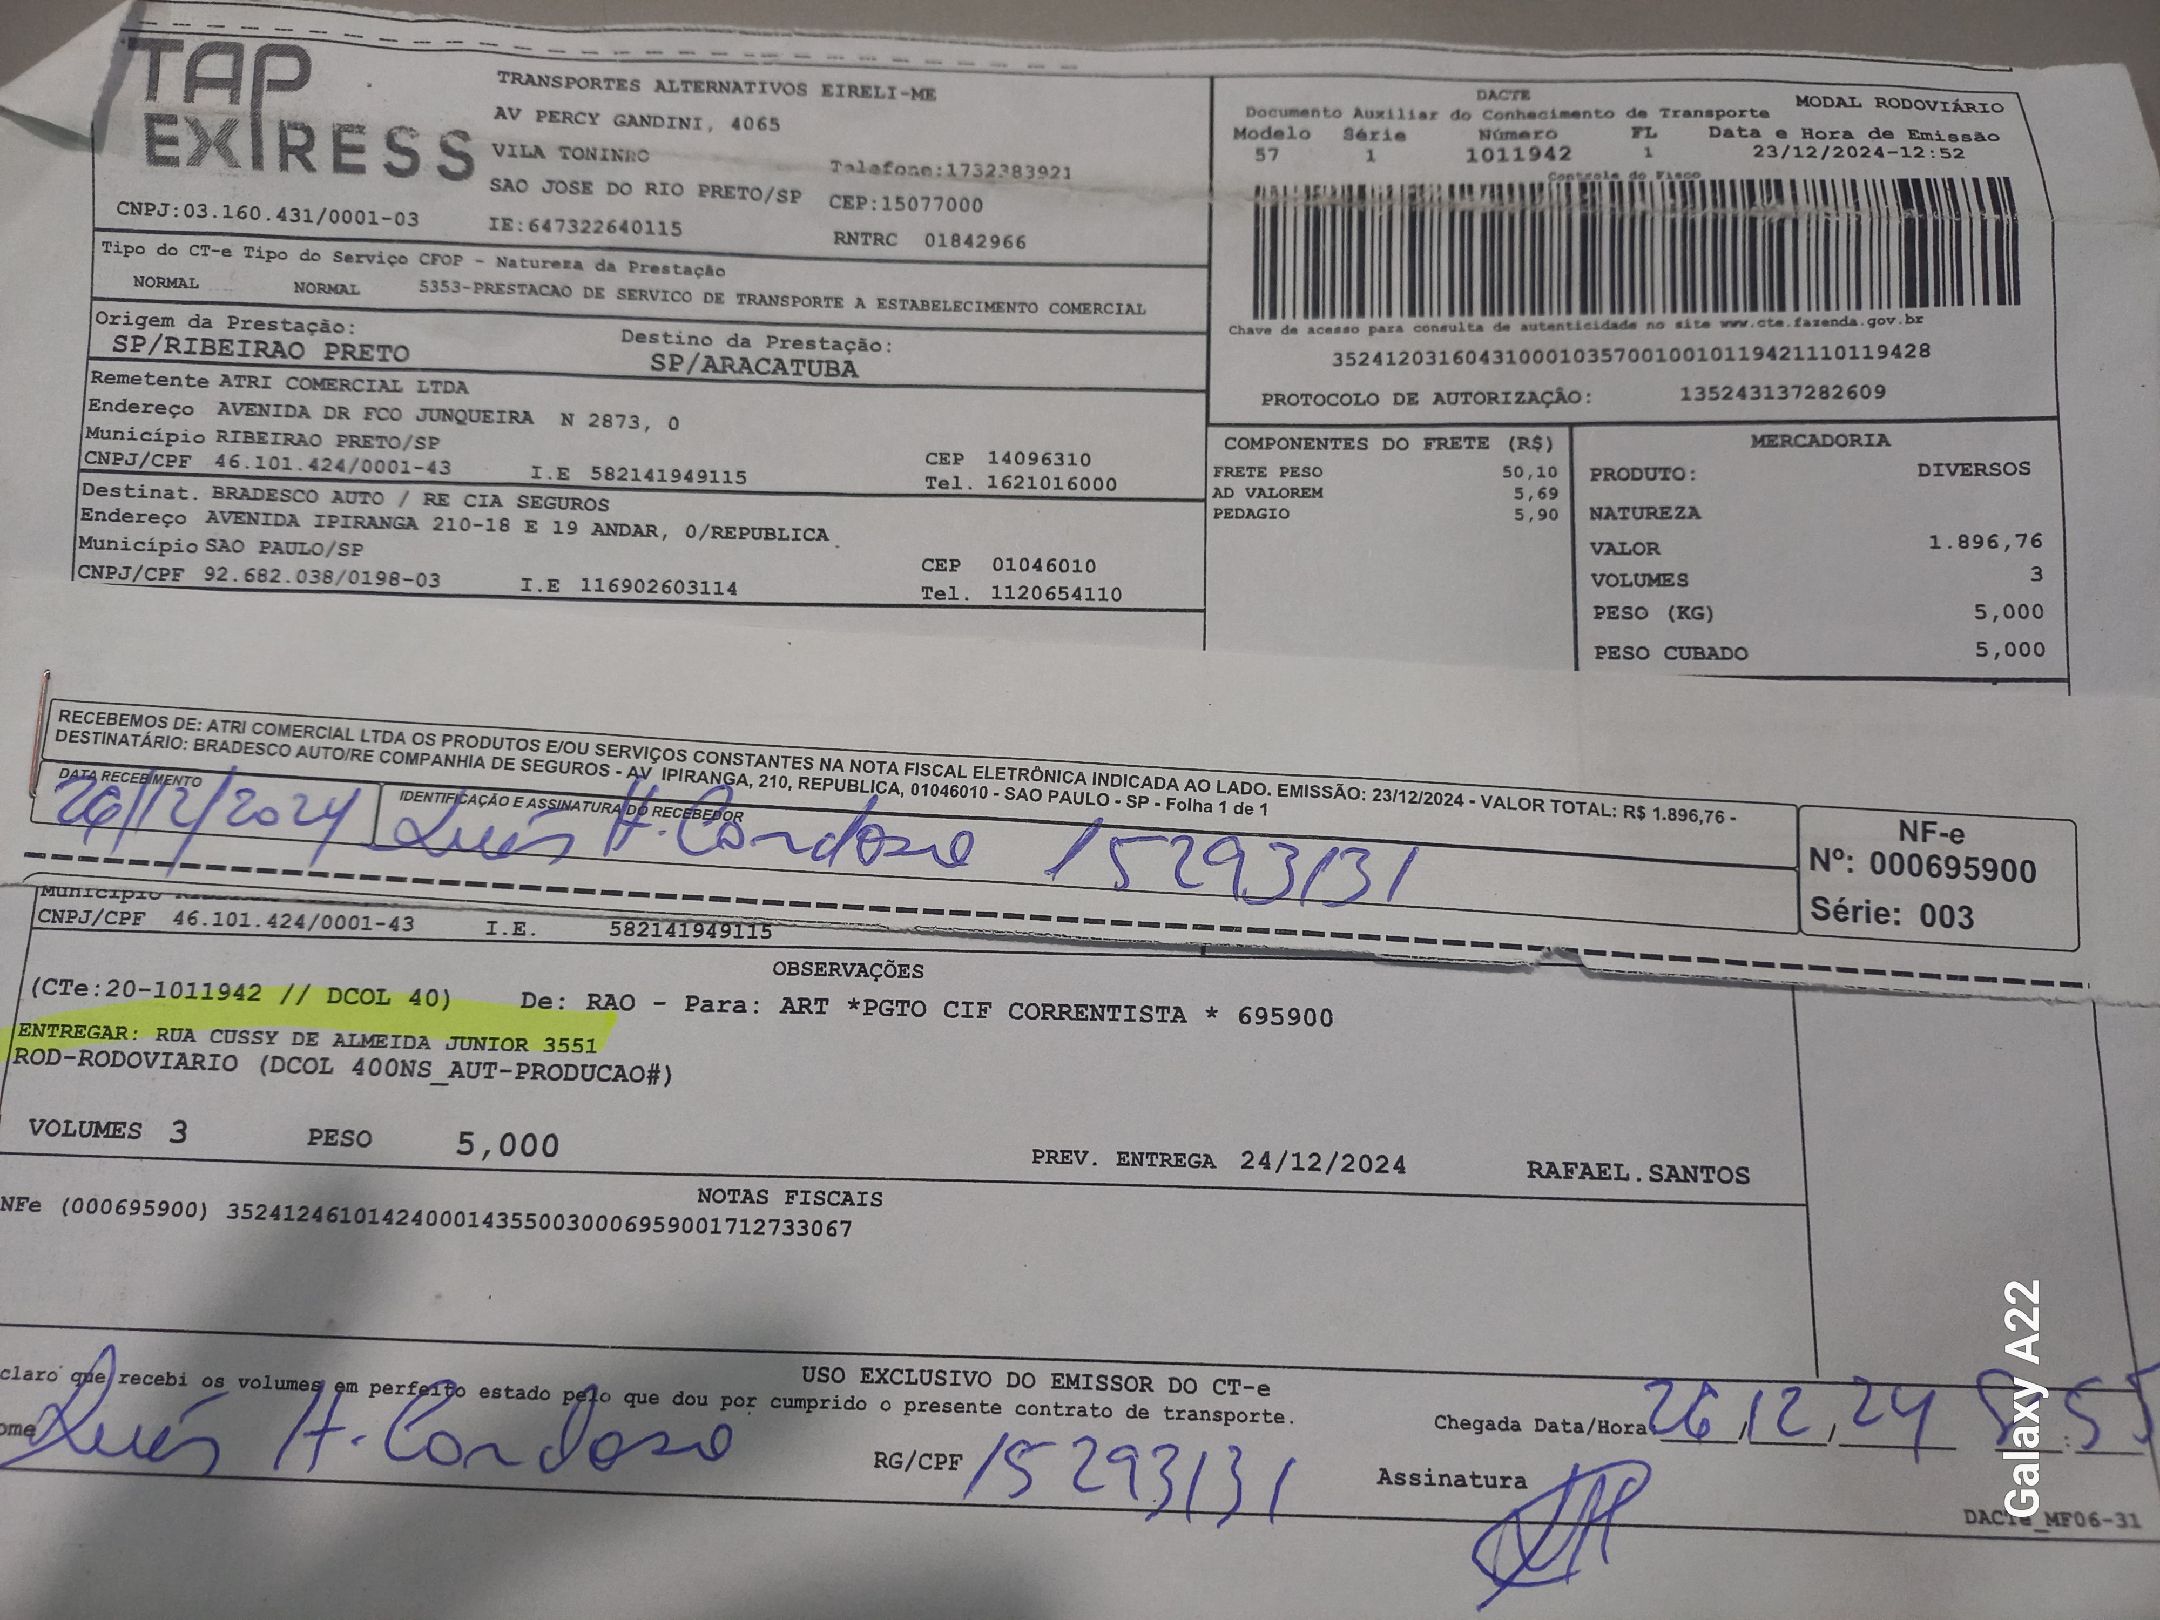 TAP
EXPRESS
TRANSPORTES ALTERNATIVOS EIRELI-ME
AV PERCY GANDINI, 4065
VILA TONINHO
Telefone:1732383921
SAO JOSE DO RIO PRETO/SP CEP:15077000
CNPJ:03.160.431/0001-03 IE:647322640115 RNTRC 01842966
DACTE MODAL RODOVIÁRIO
Documento Auxiliar do Conhecimento de Transporte
Modelo Série Número FL Data e Hora de Emissão
57 1 1011942 1 23/12/2024-12:52
Controle do Fisco
Chave de acesso para consulta de autenticidade no site www.cte.fazenda.gov.br
35241203160431000103570010010119421110119428
PROTOCOLO DE AUTORIZAÇÂO: 135243137282609
Tipo do CT-e Tipo do Serviço CFOP - Natureza da Prestação
NORMAL NORMAL 5353-PRESTACAO DE SERVICO DE TRANSPORTE A ESTABELECIMENTO COMERCIAL
Origem da Prestação: Destino da Prestação:
SP/RIBEIRAO PRETO SP/ARACATUBA
Remetente ATRI COMERCIAL LTDA
Endereço AVENIDA DR FCO JUNQUEIRA N 2873, 0
Município RIBEIRAO PRETO/SP CEP 14096310
CNPJ/CPF 46.101.424/0001-43 I.E 582141949115 Tel. 1621016000
Destinat. BRADESCO AUTO / RE CIA SEGUROS
Endereço AVENIDA IPIRANGA 210-18 E 19 ANDAR, 0/REPUBLICA
Município SAO PAULO/SP CEP 01046010
CNPJ/CPF 92.682.038/0198-03 I.E 116902603114 Tel. 1120654110
COMPONENTES DO FRETE (R$)
FRETE PESO 50,10
AD VALOREM 5,69
PEDAGIO 5,90
MERCADORIA
PRODUTO: DIVERSOS
NATUREZA
VALOR 1.896,76
VOLUMES 3
PESO (KG) 5,000
PESO CUBADO 5,000
RECEBEMOS DE: ATRI COMERCIAL LTDA OS PRODUTOS E/OU SERVIÇOS CONSTANTES NA NOTA FISCAL ELETRÔNICA INDICADA AO LADO. EMISSÃO: 23/12/2024 - VALOR TOTAL: R$ 1.896,76 -
DESTINATÁRIO: BRADESCO AUTO/RE COMPANHIA DE SEGUROS - AV IPIRANGA, 210, REPUBLICA, 01046010 - SAO PAULO - SP - Folha 1 de 1
DATA RECEBIMENTO IDENTIFICAÇÃO E ASSINATURA DO RECEBEDOR
26/12/2024 Luís H. Cardoso 15293131
NF-e
Nº: 000695900
Série: 003
Município
CNPJ/CPF 46.101.424/0001-43 I.E. 582141949115
OBSERVAÇÕES
(CTe:20-1011942 // DCOL 40) De: RAO - Para: ART *PGTO CIF CORRENTISTA * 695900
ENTREGAR: RUA CUSSY DE ALMEIDA JUNIOR 3551
ROD-RODOVIARIO (DCOL 400NS_AUT-PRODUCAO#)
VOLUMES 3 PESO 5,000 PREV. ENTREGA 24/12/2024 RAFAEL.SANTOS
NOTAS FISCAIS
NFe (000695900) 35241246101424000143550030006959001712733067
USO EXCLUSIVO DO EMISSOR DO CT-e
claro que recebi os volumes em perfeito estado pelo que dou por cumprido o presente contrato de transporte.
ome Luís H. Cardoso RG/CPF 15293131
Chegada Data/Hora 26/12/24 8:55
Assinatura
DACTE_MF06-31
Galaxy A22